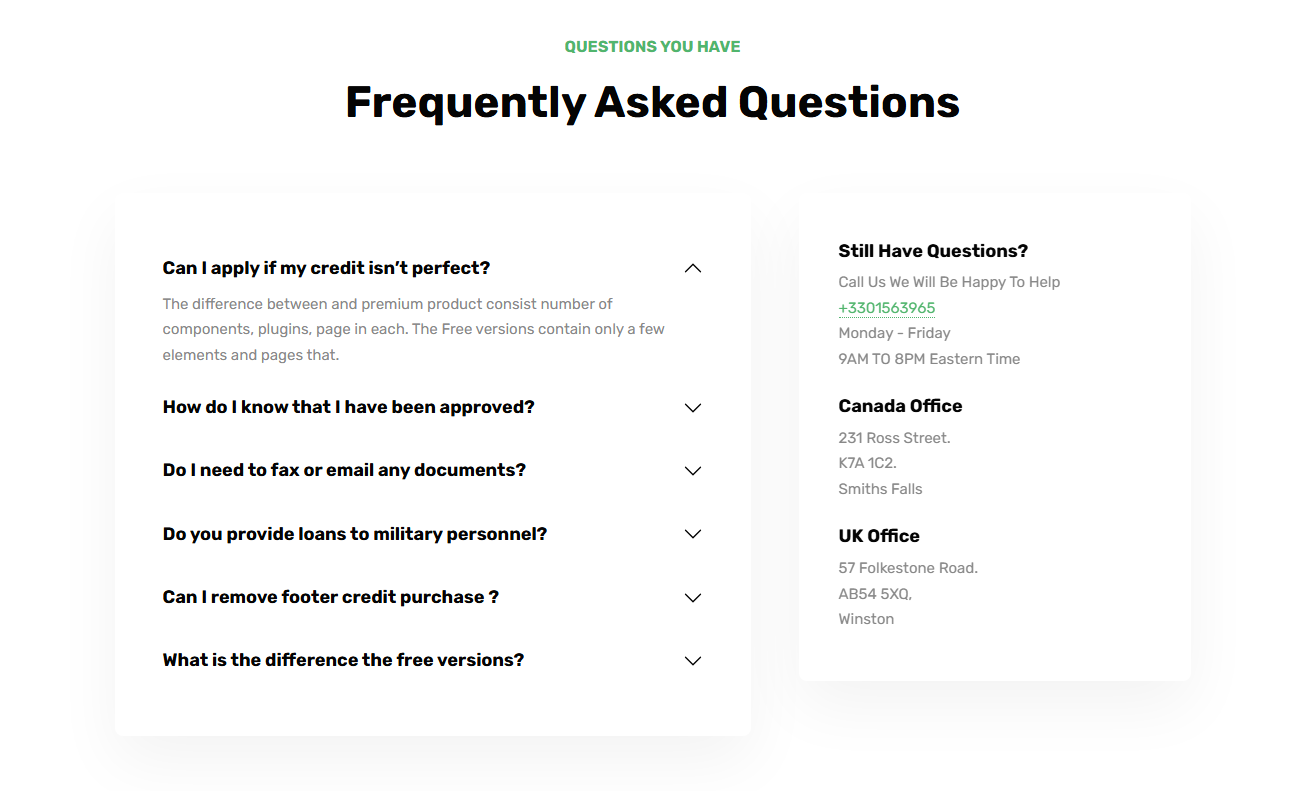 QUESTIONS YOU HAVE
Frequently Asked Questions
Can I apply if my credit isn’t perfect?
The difference between and premium product consist number of
components, plugins, page in each. The Free versions contain only a few
elements and pages that.
How do I know that I have been approved?
Do I need to fax or email any documents?
Do you provide loans to military personnel?
Can I remove footer credit purchase ?
What is the difference the free versions?
Still Have Questions?
Call Us We Will Be Happy To Help
+3301563965
Monday - Friday
9AM TO 8PM Eastern Time
Canada Office
231 Ross Street.
K7A 1C2.
Smiths Falls
UK Office
57 Folkestone Road.
AB54 5XQ,
Winston